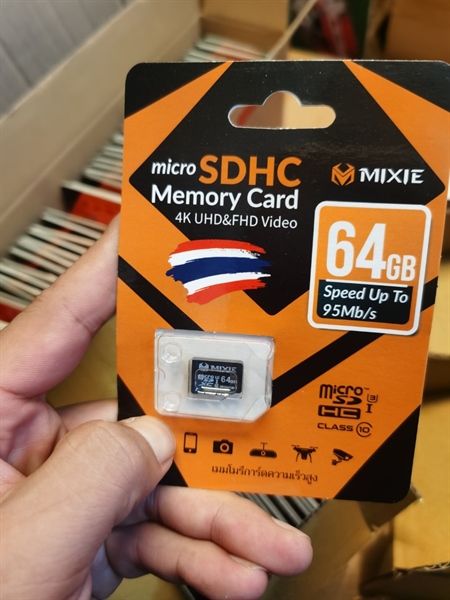 micro SDHC
Memory Card
4K UHD&FHD Video
MIXIE
64GB
Speed Up To
95Mb/s
MIXIE
64GB
micro
SD
HC
3
I
CLASS 10
เมมโมรี่การ์ดความเร็วสูง